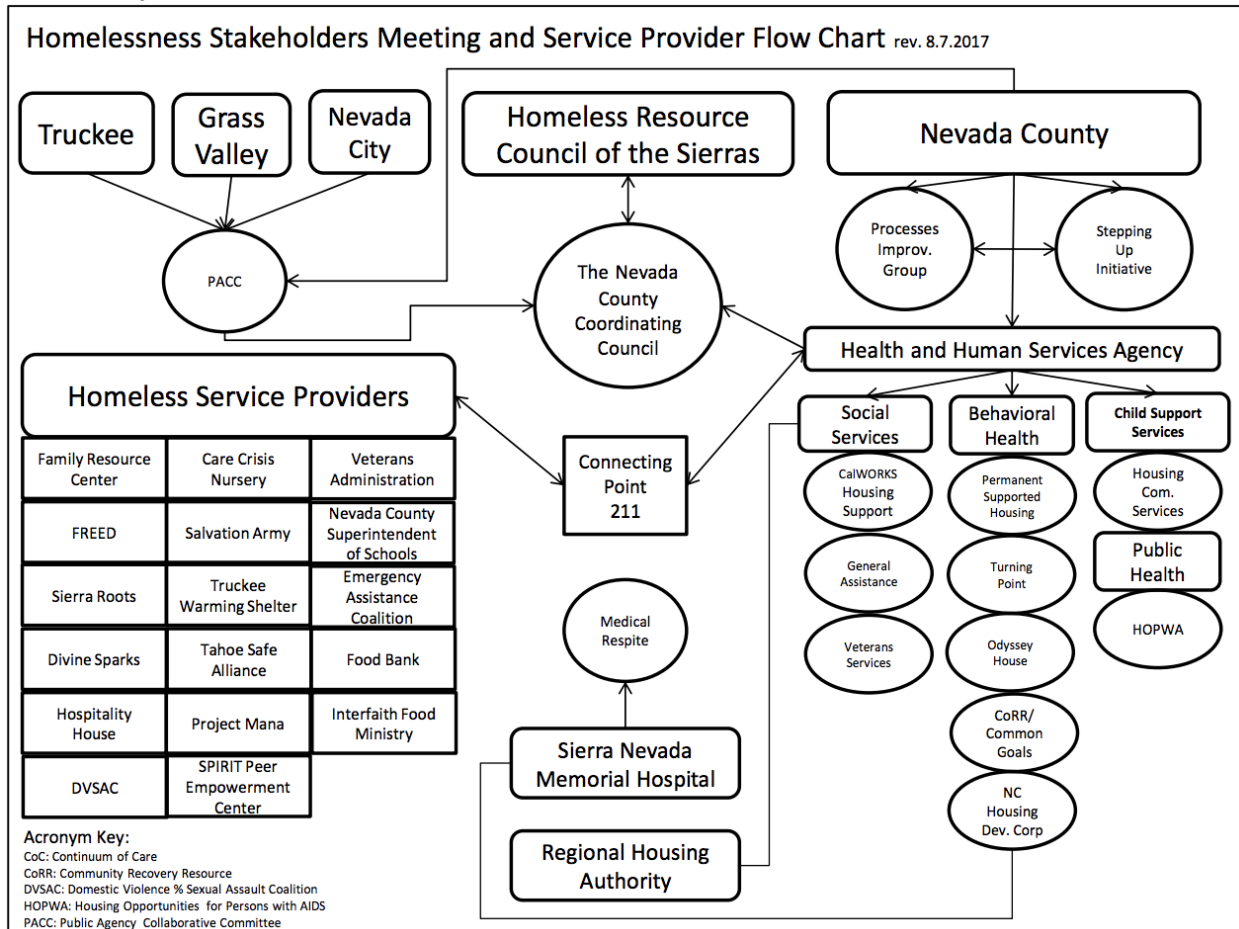 Homelessness Stakeholders Meeting and Service Provider Flow Chart rev. 8.7.2017
Truckee
Grass
Valley
Nevada
City
Homeless Resource
Council of the Sierras
Nevada County
PACC
The Nevada
County
Coordinating
Council
Processes
Improv.
Group
Stepping
Up
Initiative
Health and Human Services Agency
Homeless Service Providers
Family Resource
Center
Care Crisis
Nursery
Veterans
Administration
FREED
Salvation Army
Nevada County
Superintendent
of Schools
Sierra Roots
Truckee
Warming Shelter
Emergency
Assistance
Coalition
Divine Sparks
Tahoe Safe
Alliance
Food Bank
Hospitality
House
Project Mana
Interfaith Food
Ministry
DVSAC
SPIRIT Peer
Empowerment
Center
Connecting
Point
211
Medical
Respite
Sierra Nevada
Memorial Hospital
Regional Housing
Authority
Social
Services
CalWORKS
Housing
Support
General
Assistance
Veterans
Services
Behavioral
Health
Permanent
Supported
Housing
Turning
Point
Odyssey
House
CoRR/
Common
Goals
NC
Housing
Dev. Corp
Child Support
Services
Housing
Com.
Services
Public
Health
HOPWA
Acronym Key:
CoC: Continuum of Care
CoRR: Community Recovery Resource
DVSAC: Domestic Violence % Sexual Assault Coalition
HOPWA: Housing Opportunities for Persons with AIDS
PACC: Public Agency Collaborative Committee